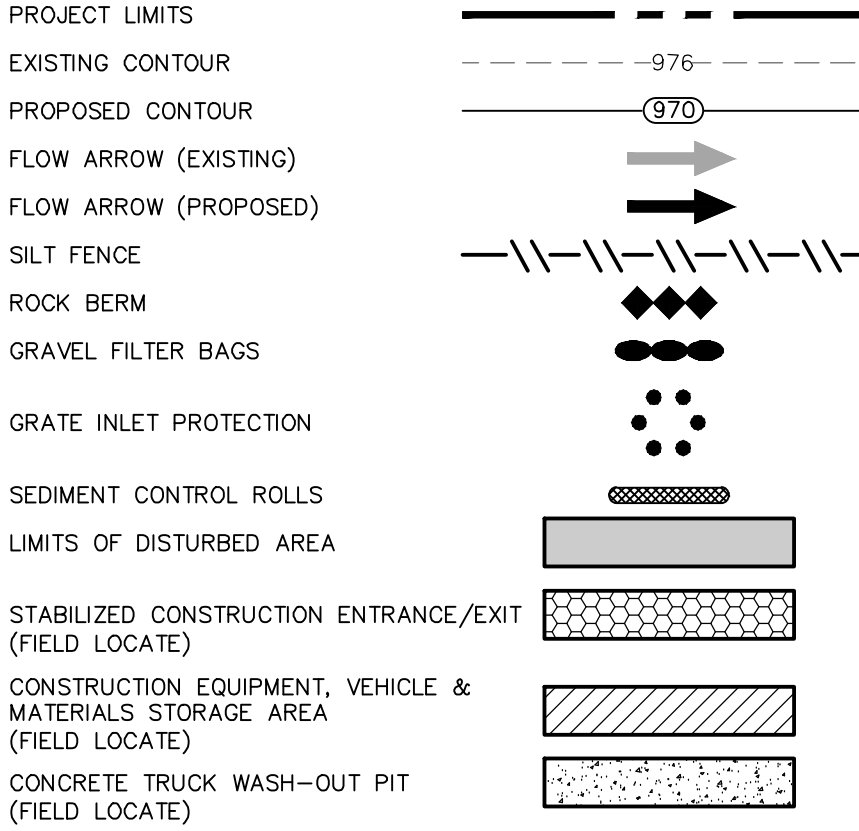 PROJECT LIMITS
EXISTING CONTOUR
976
PROPOSED CONTOUR
970
FLOW ARROW (EXISTING)
FLOW ARROW (PROPOSED)
SILT FENCE
ROCK BERM
GRAVEL FILTER BAGS
GRATE INLET PROTECTION
SEDIMENT CONTROL ROLLS
LIMITS OF DISTURBED AREA
STABILIZED CONSTRUCTION ENTRANCE/EXIT
(FIELD LOCATE)
CONSTRUCTION EQUIPMENT, VEHICLE &
MATERIALS STORAGE AREA
(FIELD LOCATE)
CONCRETE TRUCK WASH-OUT PIT
(FIELD LOCATE)